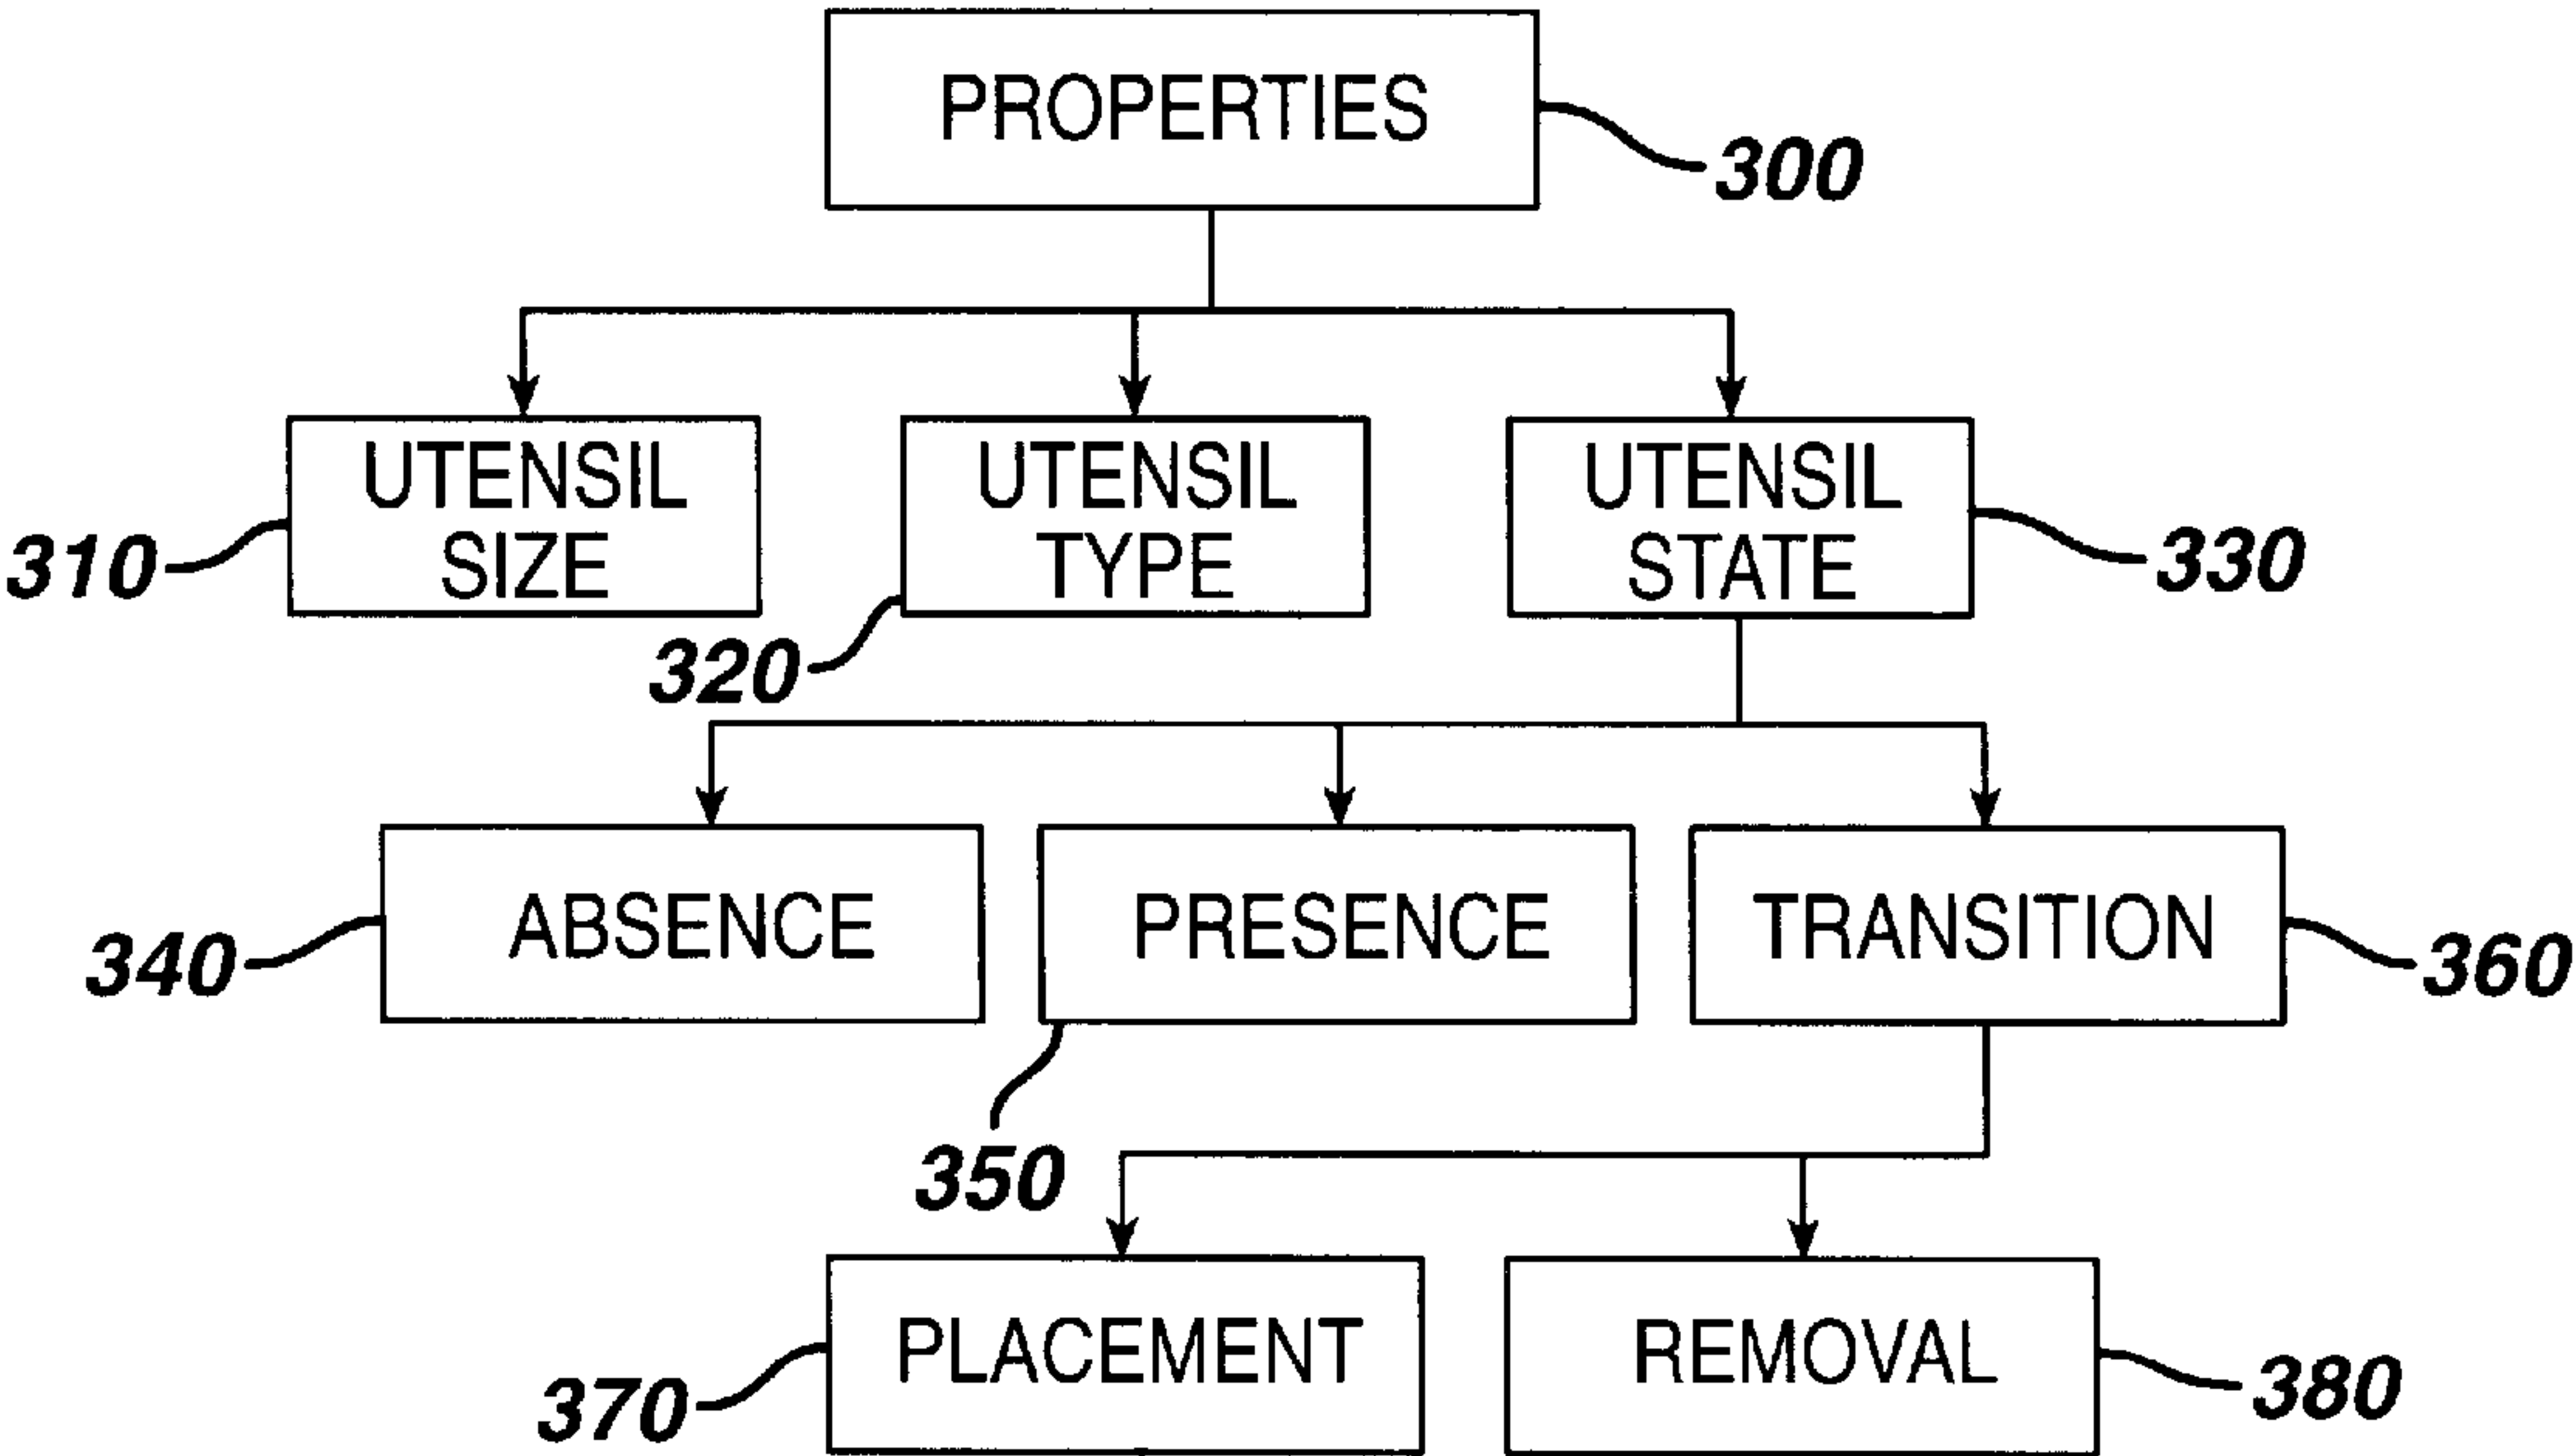 PROPERTIES
300
UTENSIL
SIZE
310
UTENSIL
TYPE
320
UTENSIL
STATE
330
ABSENCE
340
PRESENCE
350
TRANSITION
360
PLACEMENT
370
REMOVAL
380